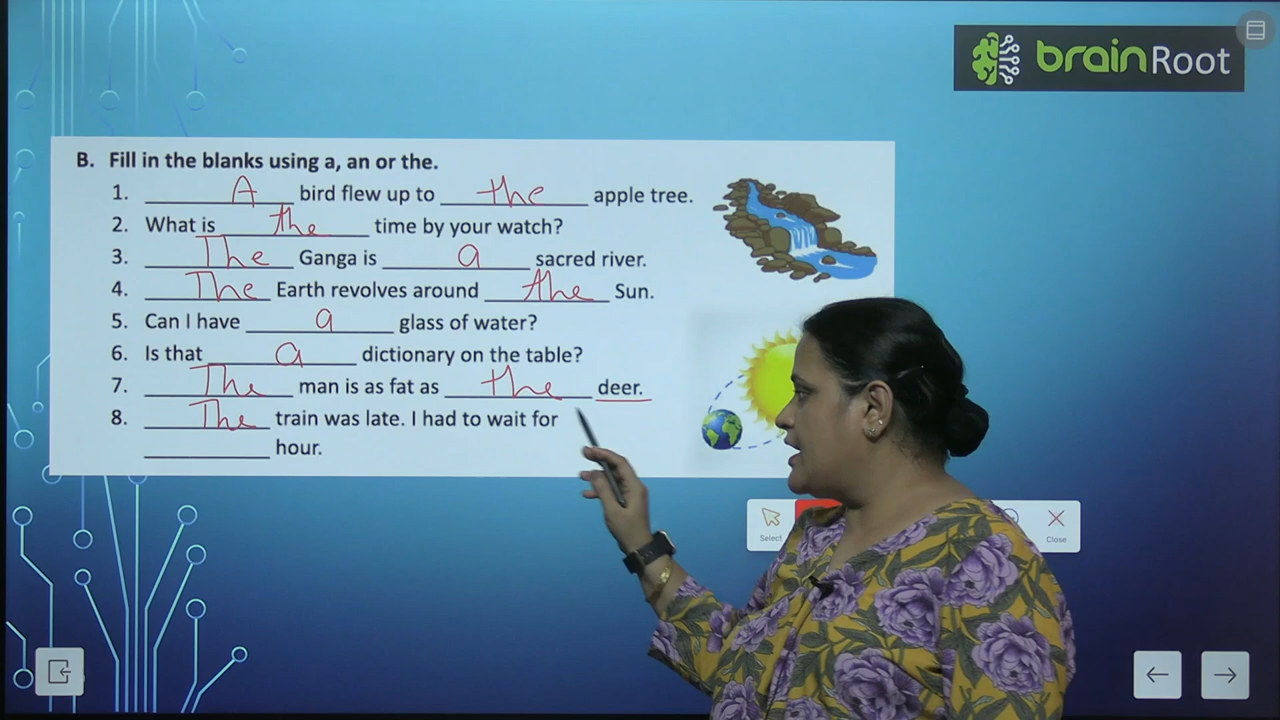 brainRoot
B. Fill in the blanks using a, an or the.
1. A bird flew up to the apple tree.
2. What is the time by your watch?
3. The Ganga is a sacred river.
4. The Earth revolves around the Sun.
5. Can I have a glass of water?
6. Is that a dictionary on the table?
7. The man is as fat as the deer.
8. The train was late. I had to wait for
____________ hour.
Select
Close